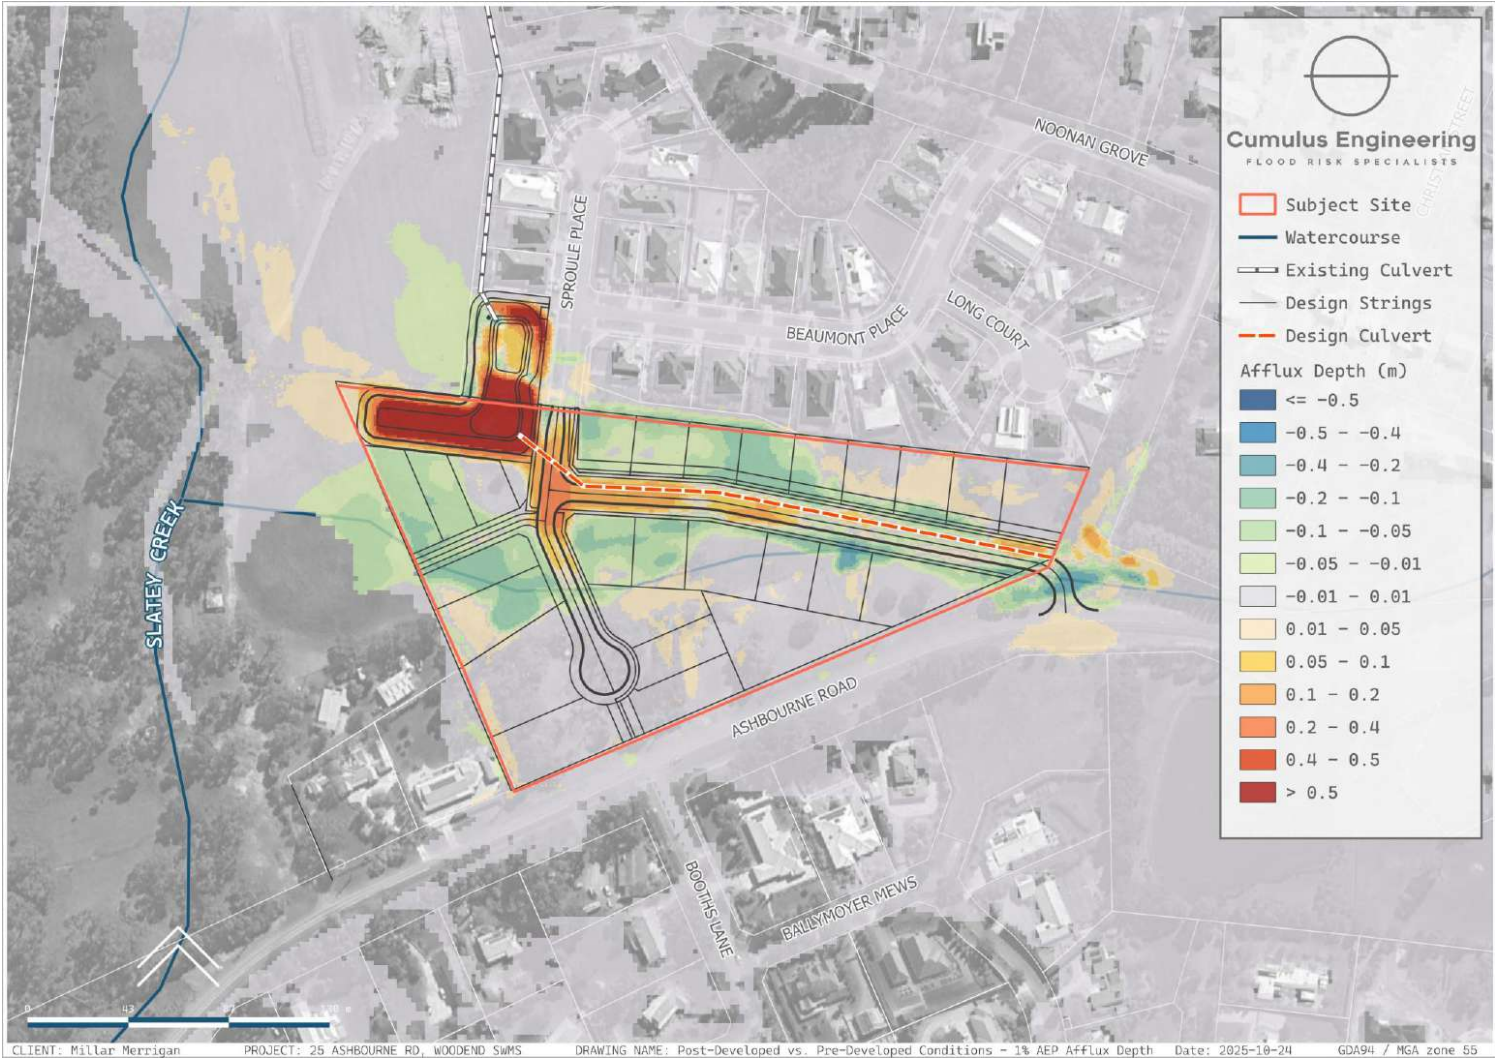 NOONAN GROVE
CHRIST STREET
Cumulus Engineering
FLOOD RISK SPECIALISTS
Subject Site
Watercourse
Existing Culvert
Design Strings
Design Culvert
Afflux Depth (m)
<= -0.5
-0.5 - -0.4
-0.4 - -0.2
-0.2 - -0.1
-0.1 - -0.05
-0.05 - -0.01
-0.01 - 0.01
0.01 - 0.05
0.05 - 0.1
0.1 - 0.2
0.2 - 0.4
0.4 - 0.5
> 0.5
SPROULE PLACE
BEAUMONT PLACE
LONG COURT
SLATEY CREEK
ASHBOURNE ROAD
BOOTHS LANE
BALLYMOYER MEWS
0 43
CLIENT: Millar Merrigan PROJECT: 25 ASHBOURNE RD, WOODEND SWMS DRAWING NAME: Post-Developed vs. Pre-Developed Conditions - 1% AEP Afflux Depth Date: 2025-10-24 GDA94 / MGA zone 55